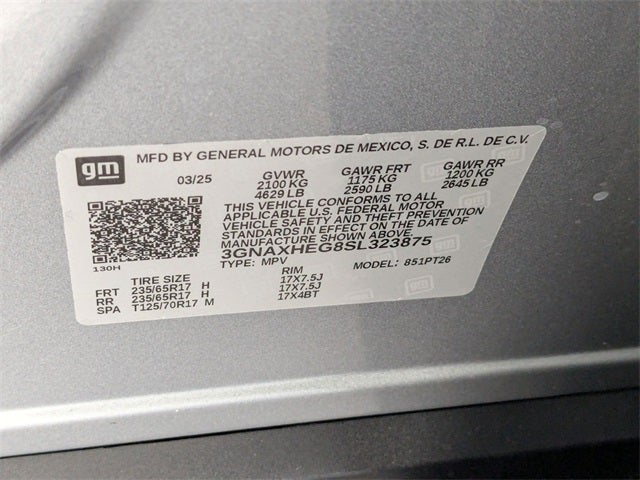 gm MFD BY GENERAL MOTORS DE MEXICO, S. DE R.L. DE C.V.
03/25 GVWR GAWR FRT GAWR RR
2100 KG 1175 KG 1200 KG
4629 LB 2590 LB 2645 LB
THIS VEHICLE CONFORMS TO ALL
APPLICABLE U.S. FEDERAL MOTOR
VEHICLE SAFETY AND THEFT PREVENTION
STANDARDS IN EFFECT ON THE DATE OF
MANUFACTURE SHOWN ABOVE.
3GNAXHEG8SL323875
130H TYPE: MPV MODEL: 851PT26
TIRE SIZE RIM
FRT 235/65R17 H 17X7.5J
RR 235/65R17 H 17X7.5J
SPA T125/70R17 M 17X4BT